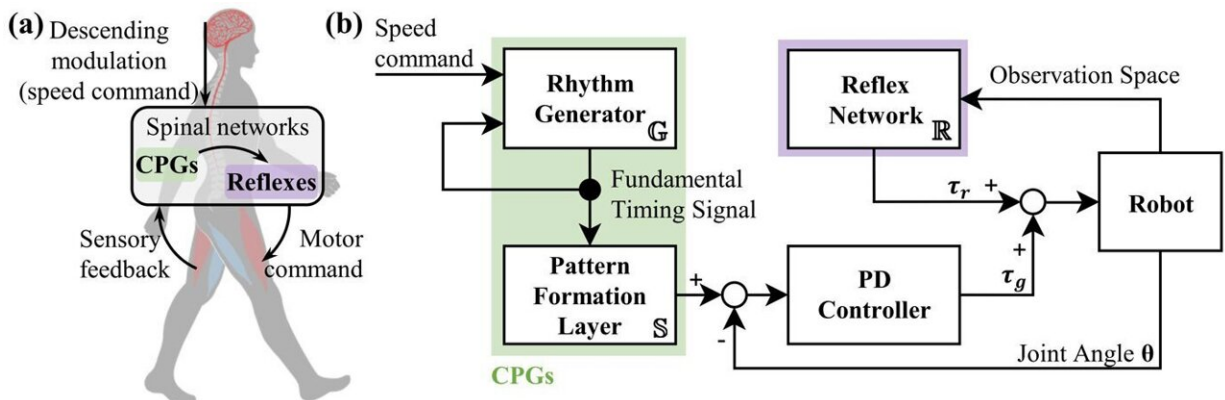 (a)
Descending
modulation
(speed command)
Spinal networks
CPGs
Reflexes
Sensory
feedback
Motor
command
(b)
Speed
command
Rhythm
Generator
𝔾
Fundamental
Timing Signal
Pattern
Formation
Layer
𝕊
CPGs
Reflex
Network
ℝ
Observation Space
τr +
+
τg
Robot
+
-
PD
Controller
Joint Angle θ